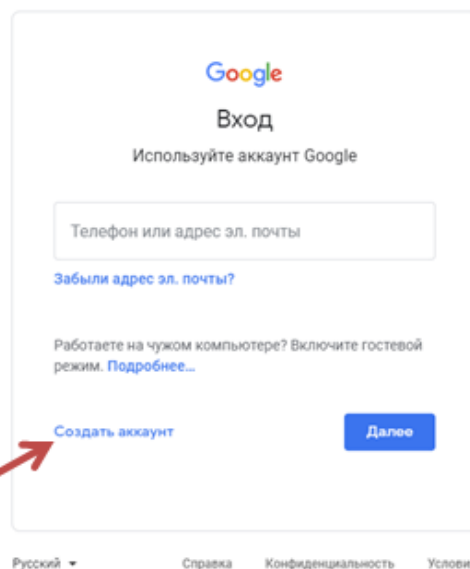 Google
Вход
Используйте аккаунт Google
Телефон или адрес эл. почты
Забыли адрес эл. почты?
Работаете на чужом компьютере? Включите гостевой
режим. Подробнее...
Создать аккаунт
Далее
Русский Справка Конфиденциальность Услови